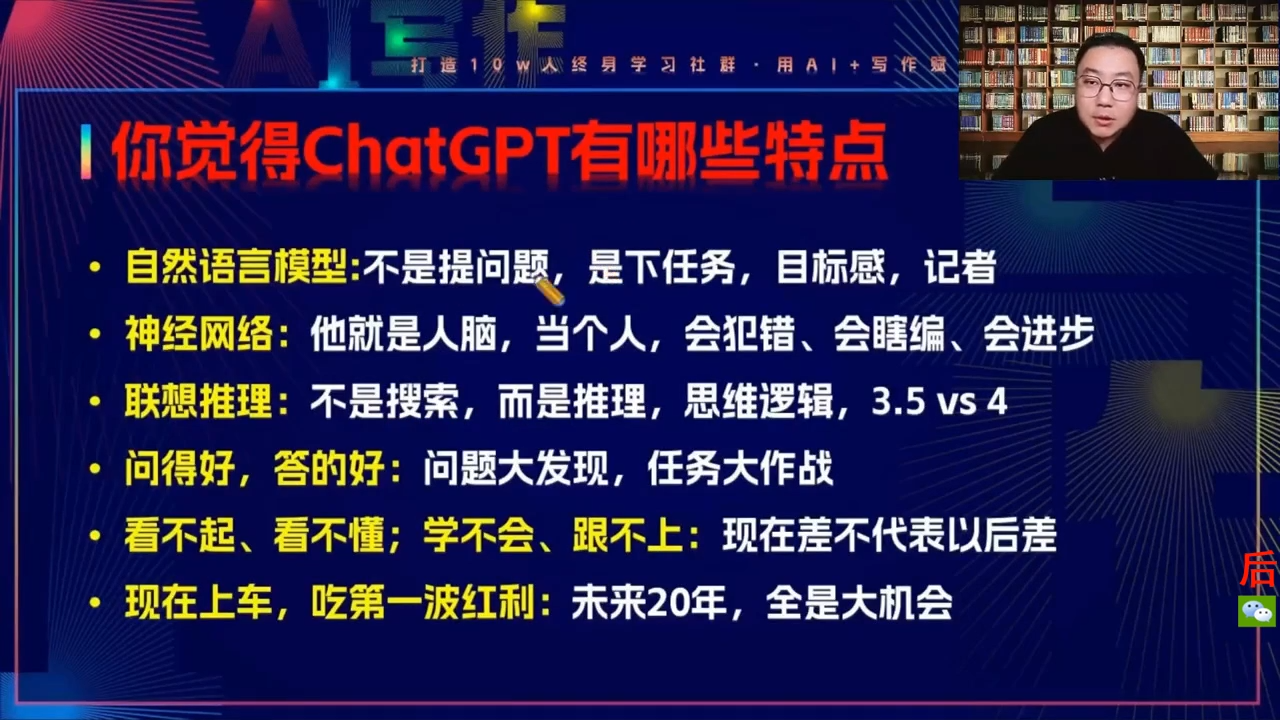 AI写作
打造10w人终身学习社群·用AI+写作赋
你觉得ChatGPT有哪些特点
• 自然语言模型:不是提问题，是下任务，目标感，记者
• 神经网络：他就是人脑，当个人，会犯错、会瞎编、会进步
• 联想推理：不是搜索，而是推理，思维逻辑，3.5 vs 4
• 问得好，答的好：问题大发现，任务大作战
• 看不起、看不懂；学不会、跟不上：现在差不代表以后差
• 现在上车，吃第一波红利：未来20年，全是大机会
后